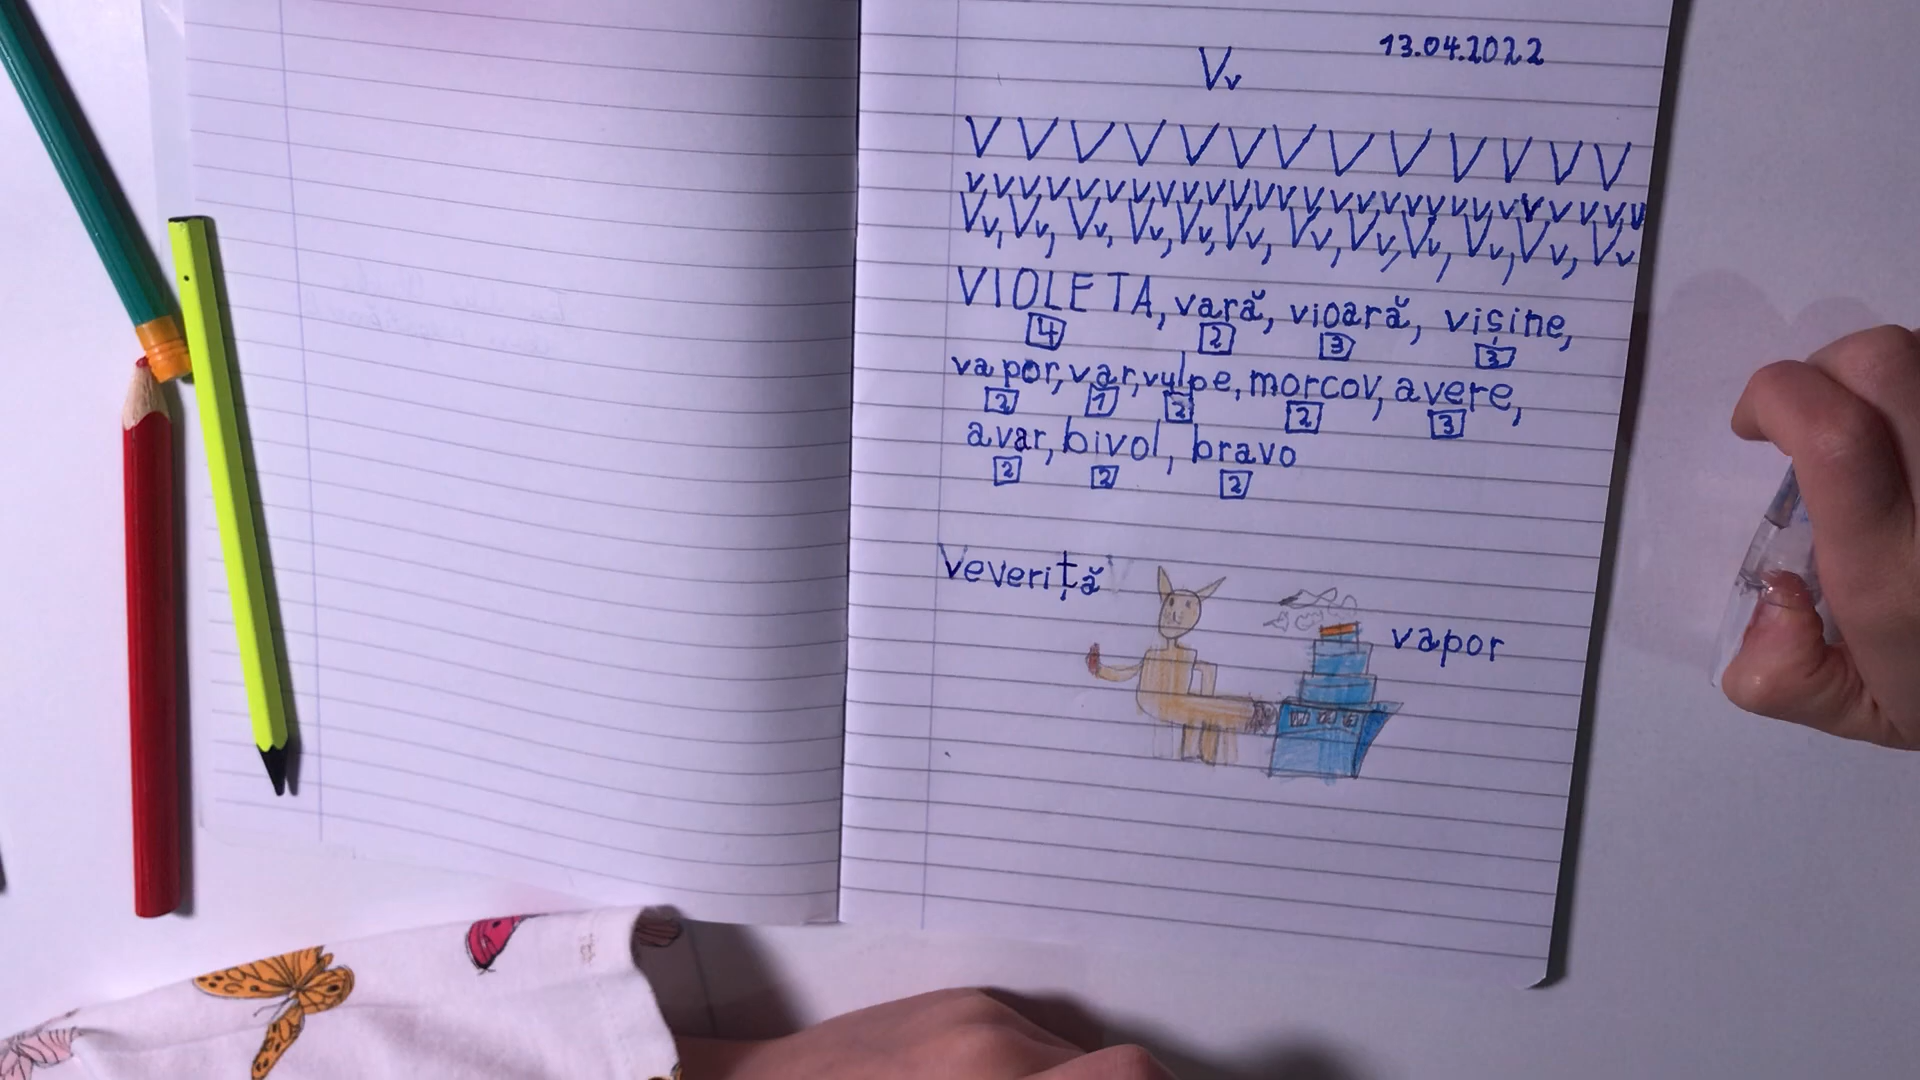 13.04.2022
Vv
V V V V V V V V V V V V V
v, v v v v v v v v v v v v v v v v v v v v v v v v v v v v
Vv, Vv, Vv, Vv, Vv, Vv, Vv, Vv, Vv, Vv, Vv, Vv
VIOLETA, vară, vioară, vișine,
4 2 3 3
vapor, var, vulpe, morcov, avere,
2 1 2 2 3
avar, bivol, bravo
2 2 2
Veveriță
vapor